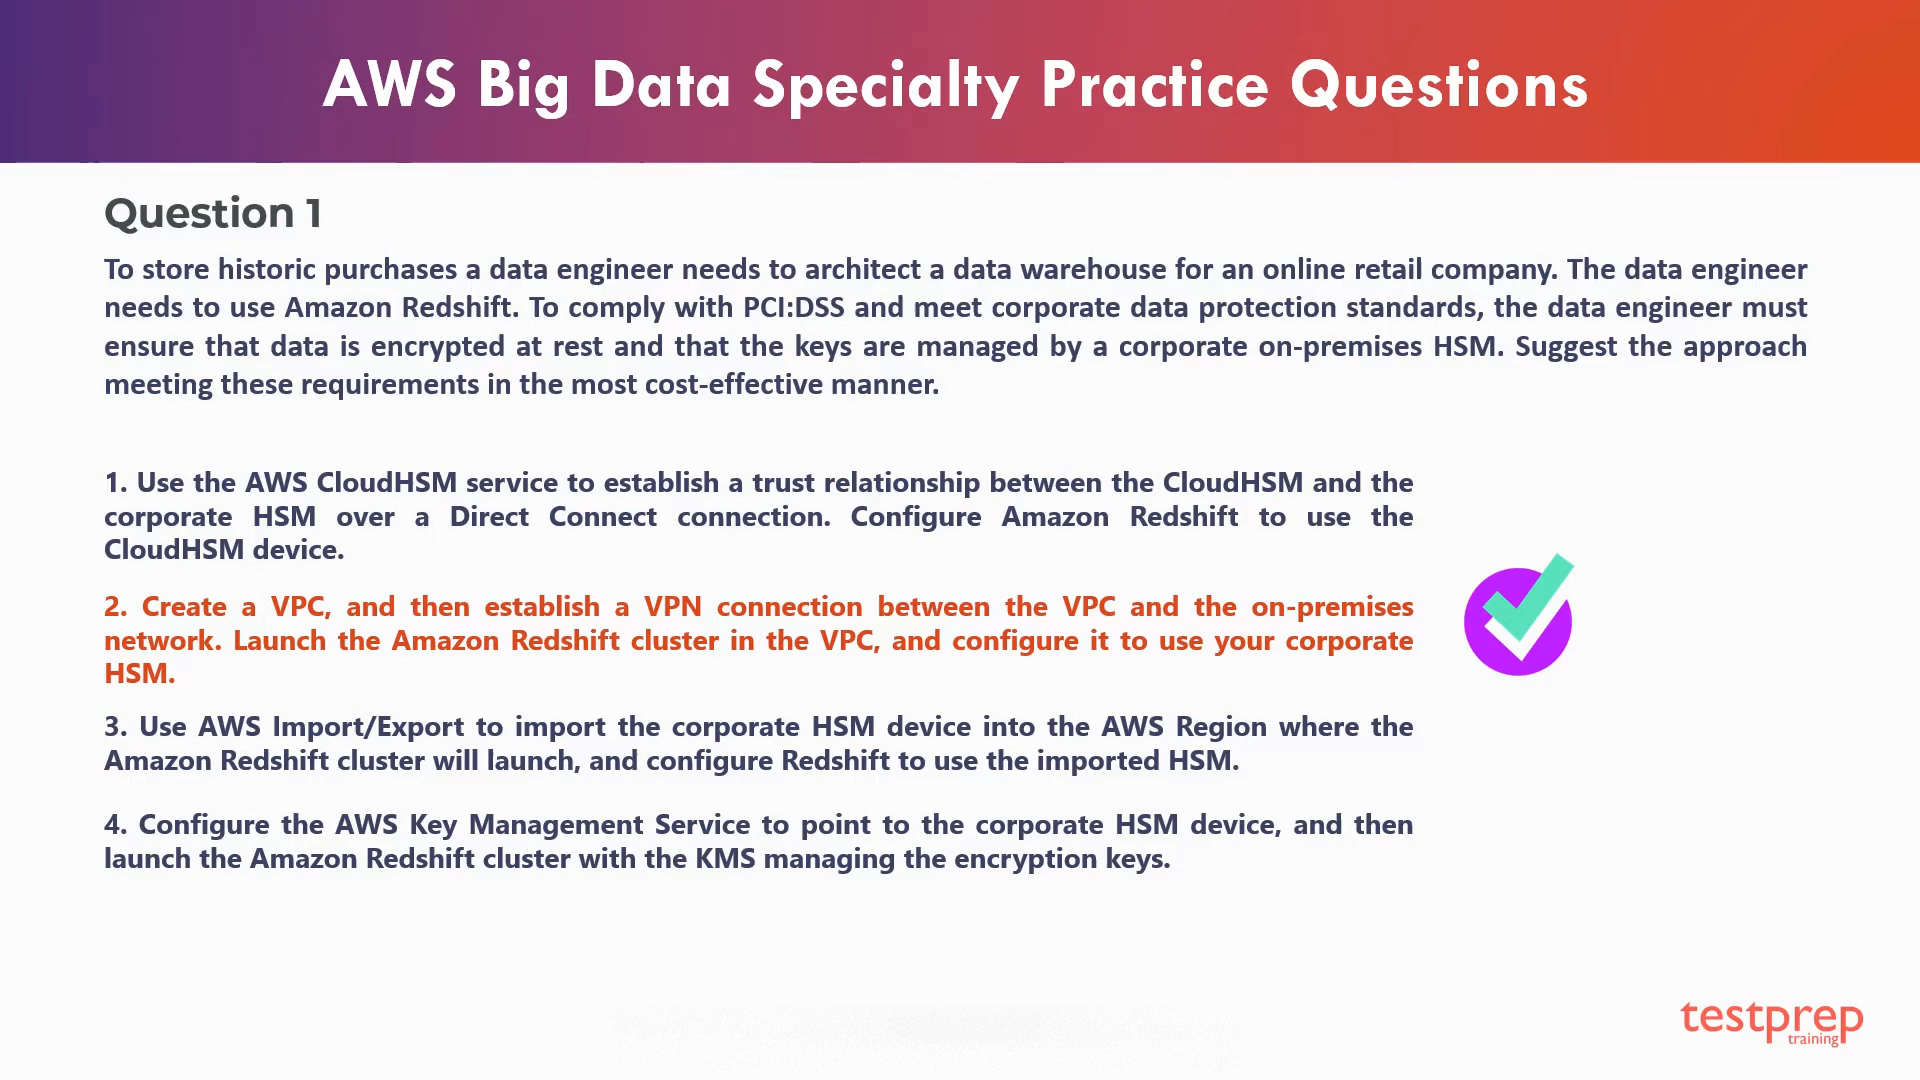 AWS Big Data Specialty Practice Questions
Question 1
To store historic purchases a data engineer needs to architect a data warehouse for an online retail company. The data engineer
needs to use Amazon Redshift. To comply with PCI:DSS and meet corporate data protection standards, the data engineer must
ensure that data is encrypted at rest and that the keys are managed by a corporate on-premises HSM. Suggest the approach
meeting these requirements in the most cost-effective manner.
1. Use the AWS CloudHSM service to establish a trust relationship between the CloudHSM and the
corporate HSM over a Direct Connect connection. Configure Amazon Redshift to use the
CloudHSM device.
2. Create a VPC, and then establish a VPN connection between the VPC and the on-premises
network. Launch the Amazon Redshift cluster in the VPC, and configure it to use your corporate
HSM.
3. Use AWS Import/Export to import the corporate HSM device into the AWS Region where the
Amazon Redshift cluster will launch, and configure Redshift to use the imported HSM.
4. Configure the AWS Key Management Service to point to the corporate HSM device, and then
launch the Amazon Redshift cluster with the KMS managing the encryption keys.
testprep
training